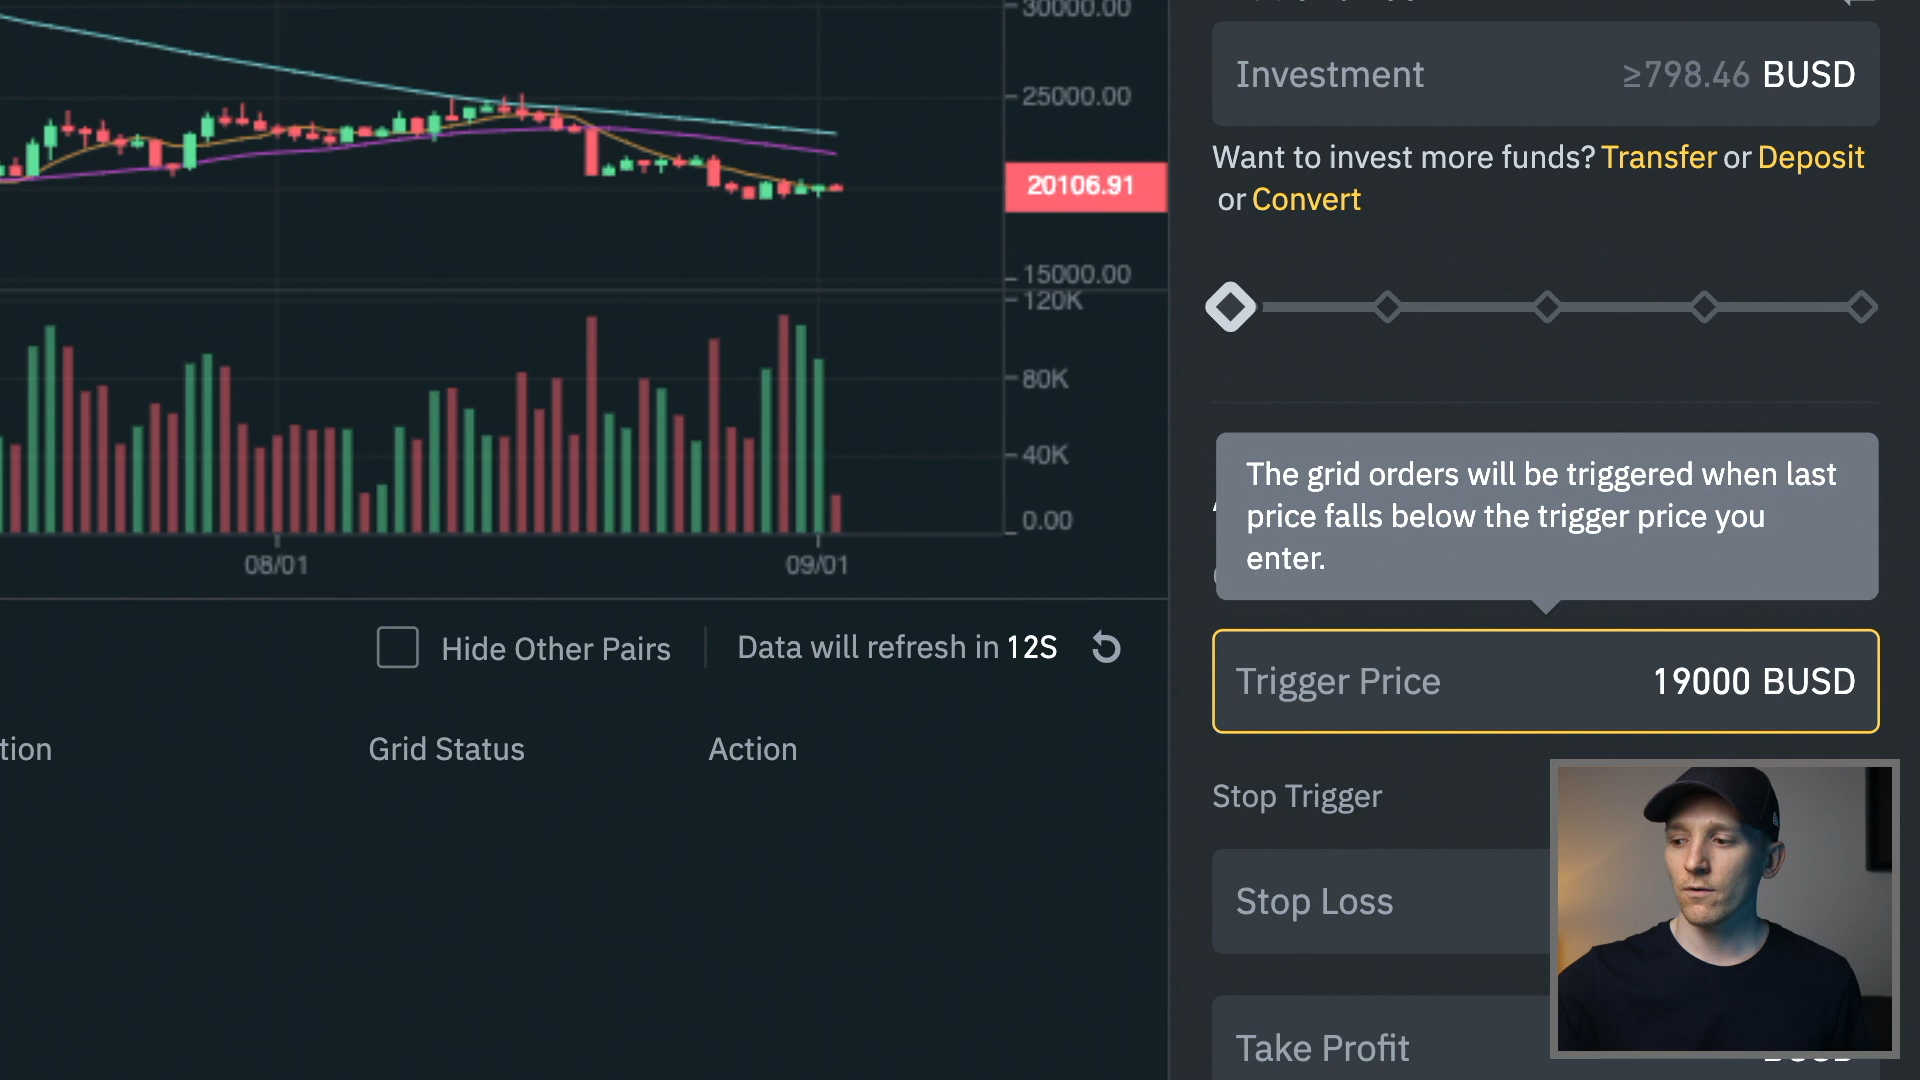 30000.00
25000.00
20106.91
15000.00
120K
80K
40K
0.00
08/01
09/01
Hide Other Pairs
Data will refresh in 12S
tion
Grid Status
Action
Investment
≥798.46 BUSD
Want to invest more funds? Transfer or Deposit
or Convert
The grid orders will be triggered when last
price falls below the trigger price you
enter.
Trigger Price
19000 BUSD
Stop Trigger
Stop Loss
Take Profit